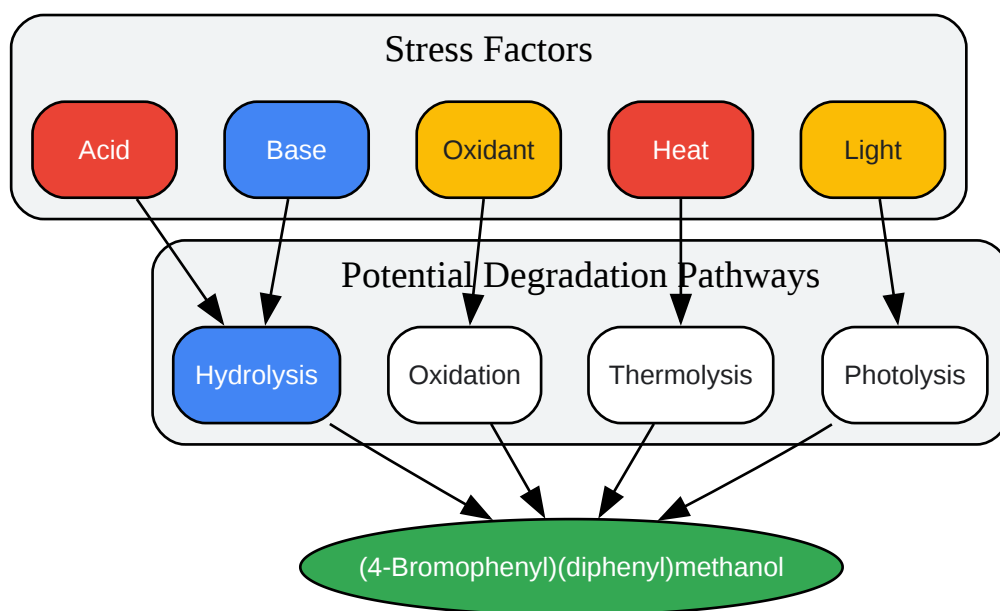 Stress Factors
Acid
Base
Oxidant
Heat
Light
Potential Degradation Pathways
Hydrolysis
Oxidation
Thermolysis
Photolysis
(4-Bromophenyl)(diphenyl)methanol